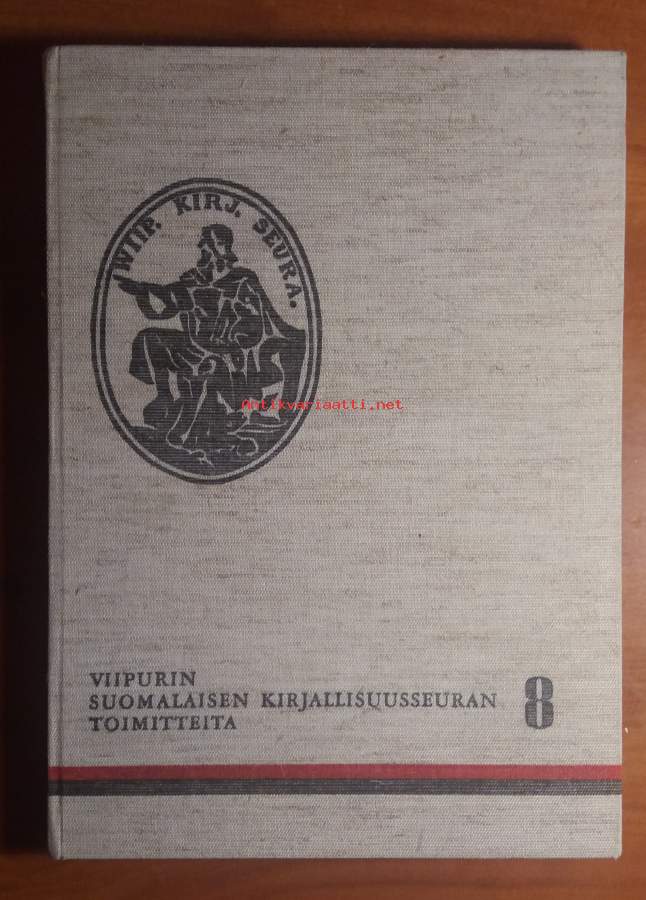 WIIP. KIRJ. SEURA.
Antikvariaatti.net
VIIPURIN
SUOMALAISEN KIRJALLISUUSSEURAN
TOIMITTEITA
8